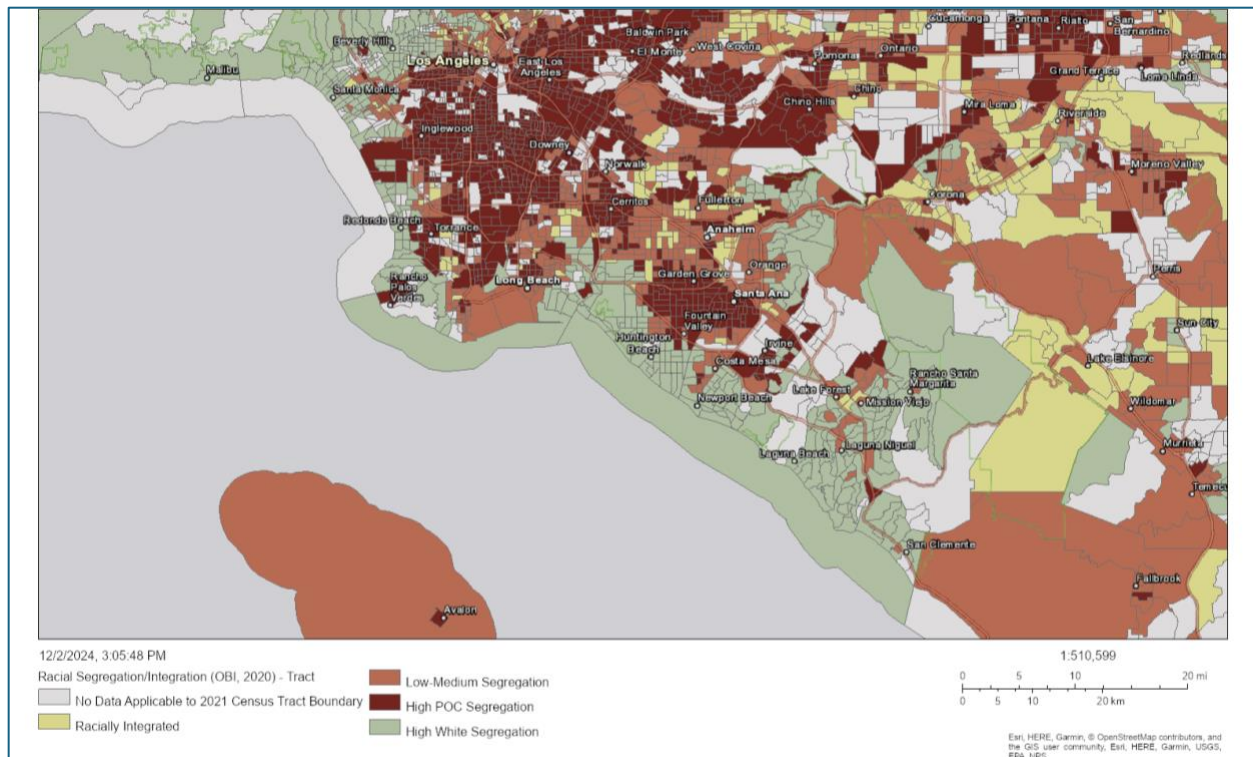 Cucamonga
Fontana
Rialto
San
Bernardino
Baldwin Park
Beverly Hills
El Monte
West Covina
Ontario
Redlands
Los Angeles
East Los
Angeles
Pomona
Grand Terrace
Loma Linda
Malibu
Santa Monica
Chino
Chino Hills
Mira Loma
Riverside
Inglewood
Downey
Norwalk
Moreno Valley
Cerritos
Fullerton
Corona
Redondo Beach
Torrance
Anaheim
Garden Grove
Orange
Perris
Rancho
Palos
Verdes
Long Beach
Santa Ana
Fountain
Valley
Sun City
Huntington
Beach
Irvine
Costa Mesa
Lake Elsinore
Rancho Santa
Margarita
Lake Forest
Newport Beach
Mission Viejo
Wildomar
Laguna Niguel
Laguna Beach
Murrieta
Temecu
San Clemente
Fallbrook
Avalon
12/2/2024, 3:05:48 PM
1:510,599
Racial Segregation/Integration (OBI, 2020) - Tract
No Data Applicable to 2021 Census Tract Boundary
Racially Integrated
Low-Medium Segregation
High POC Segregation
High White Segregation
0 5 10 20 mi
0 5 10 20 km
Esri, HERE, Garmin, © OpenStreetMap contributors, and
the GIS user community, Esri, HERE, Garmin, USGS,
EPA, NPS